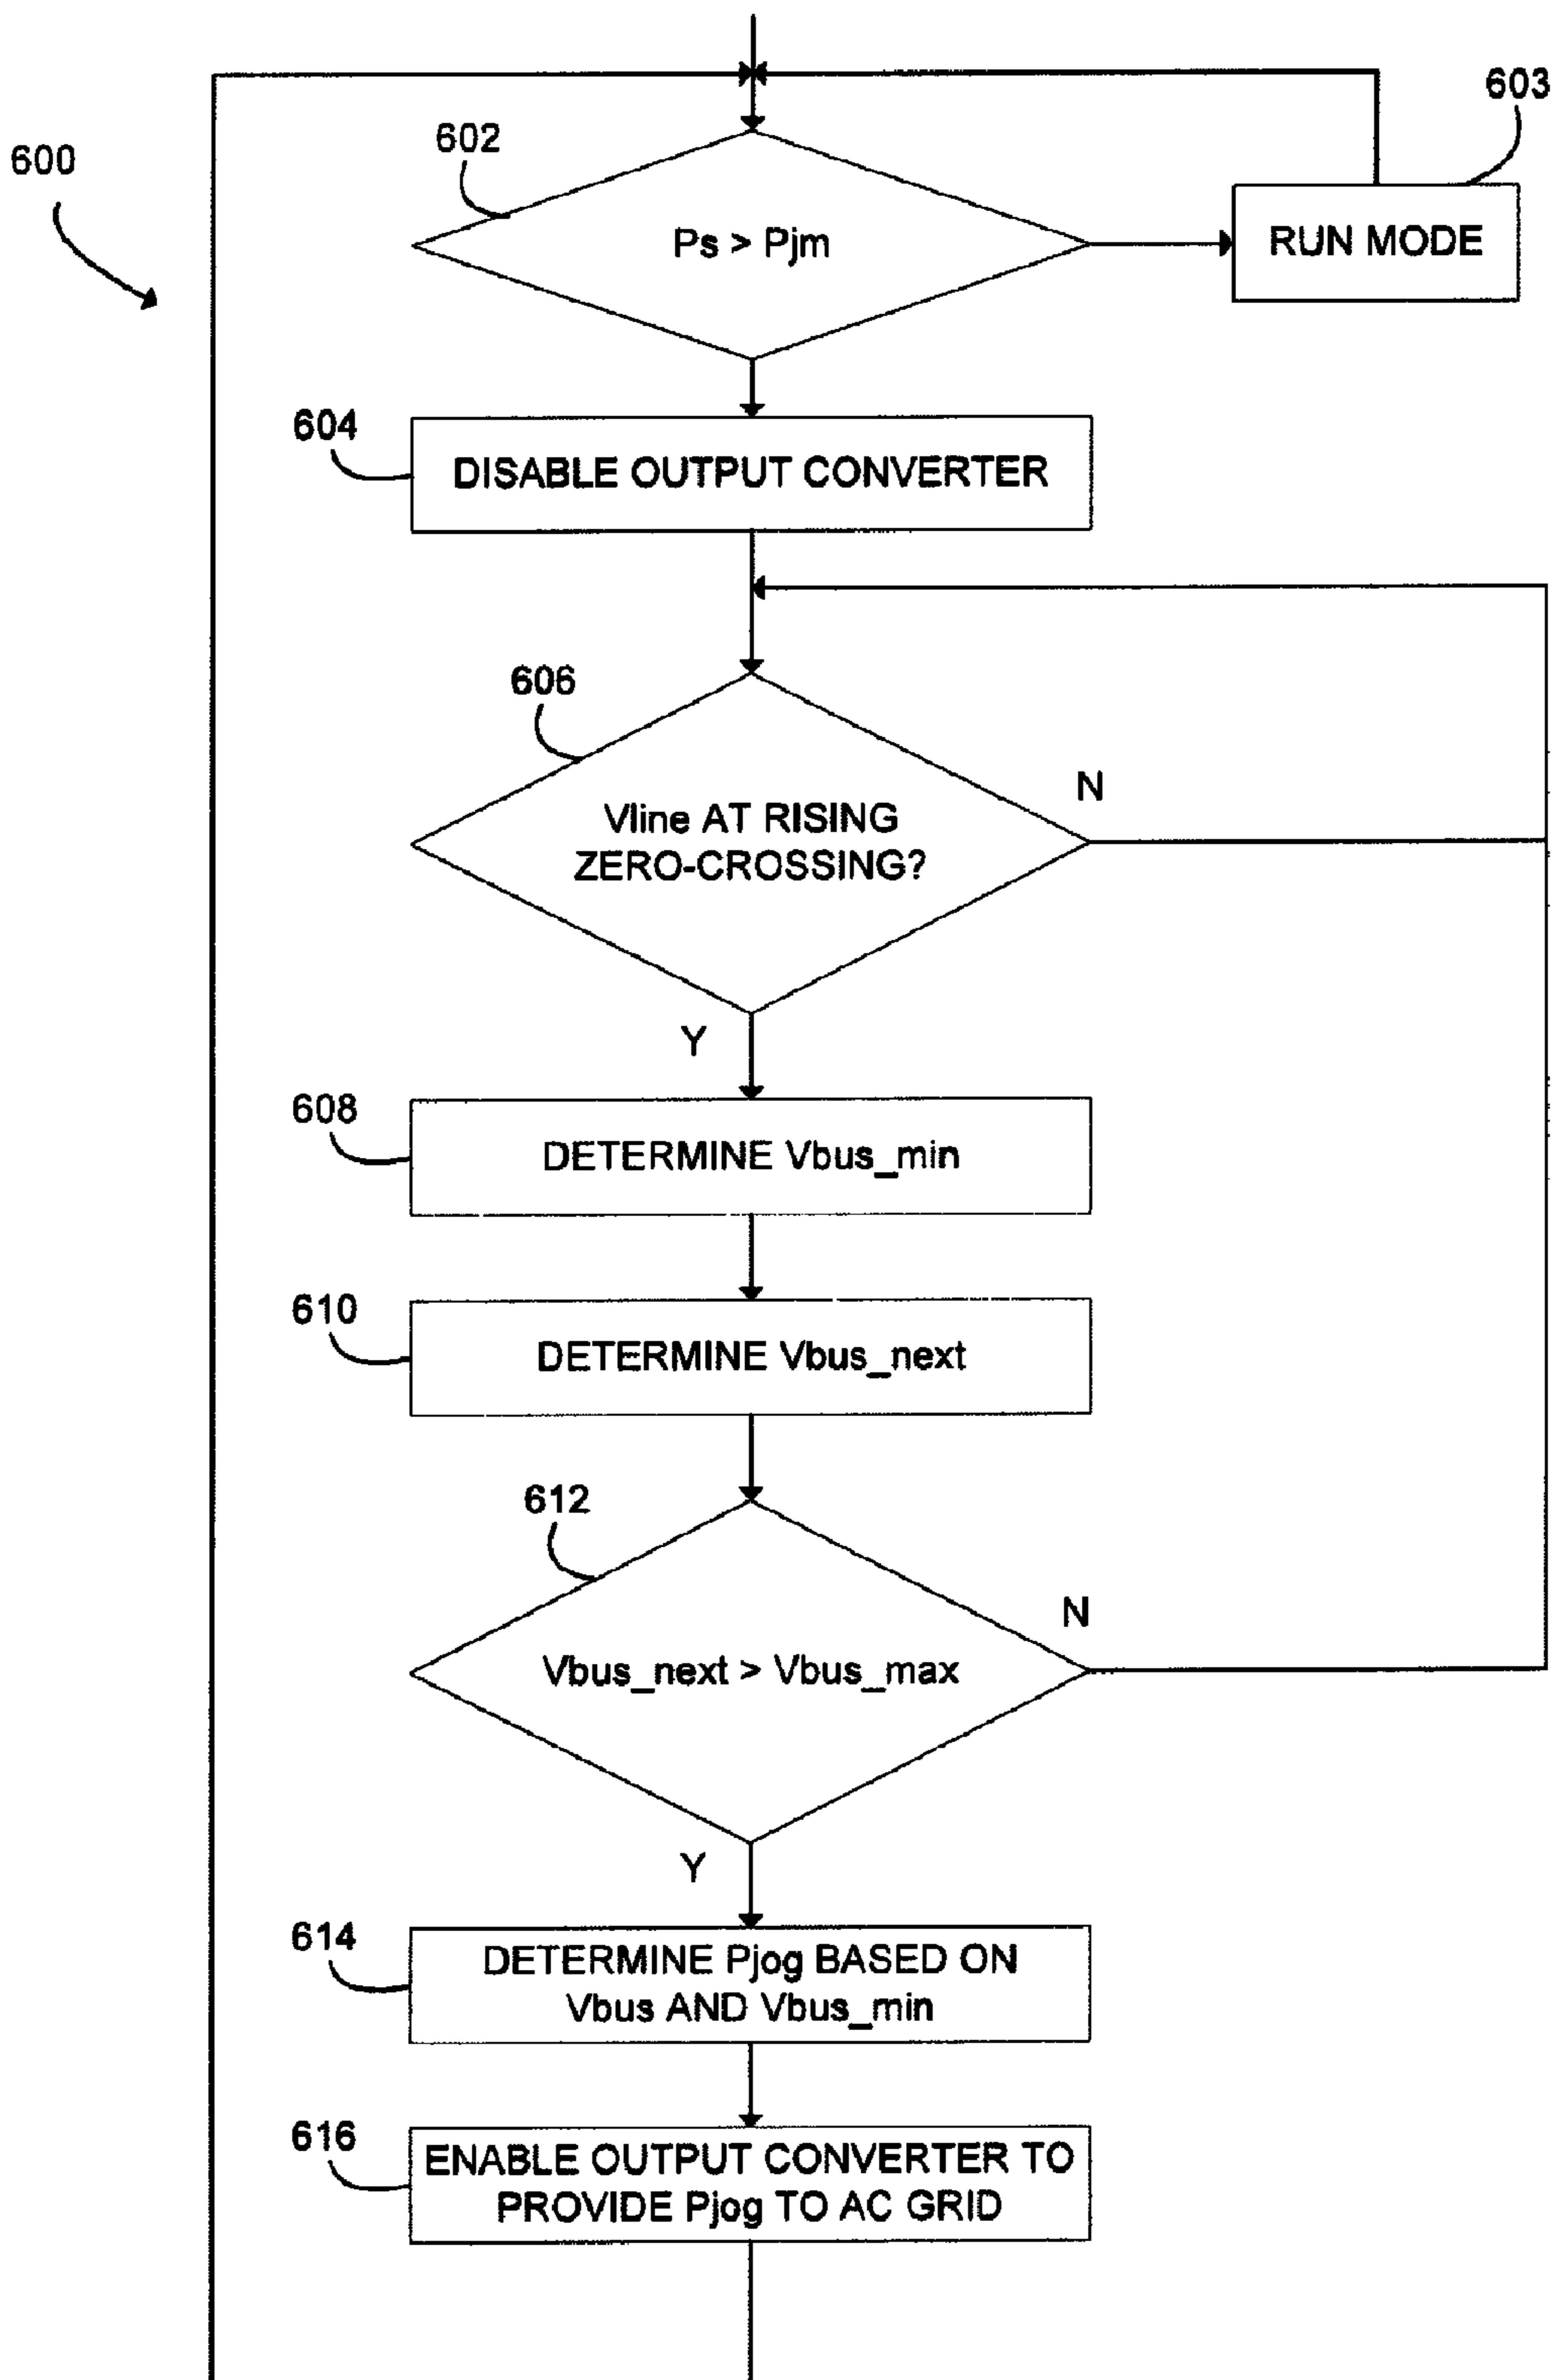 603
602
600
Ps > Pjm
RUN MODE
604
DISABLE OUTPUT CONVERTER
606
N
Vline AT RISING
ZERO-CROSSING?
Y
608
DETERMINE Vbus_min
610
DETERMINE Vbus_next
612
N
Vbus_next > Vbus_max
Y
614
DETERMINE Pjog BASED ON
Vbus AND Vbus_min
616
ENABLE OUTPUT CONVERTER TO
PROVIDE Pjog TO AC GRID